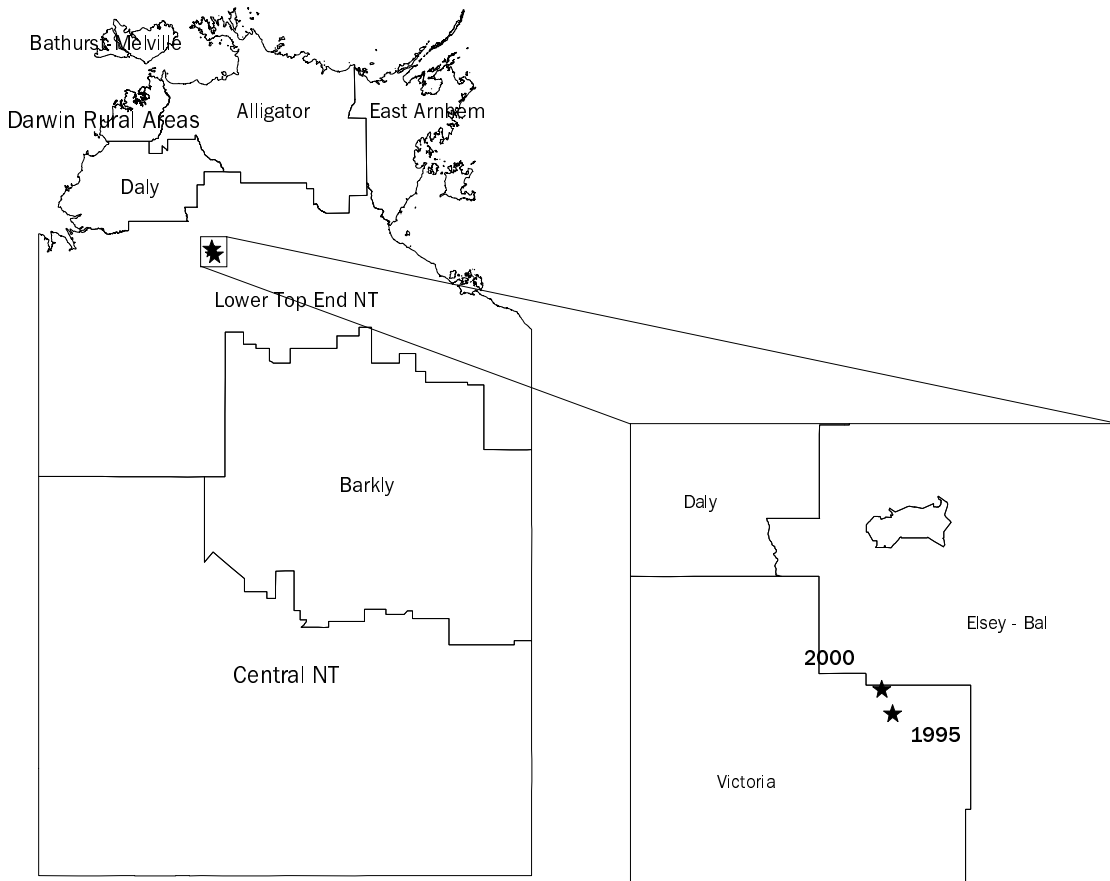 Bathurst-Melville
Darwin Rural Areas
Alligator
East Arnhem
Daly
Lower Top End NT
Barkly
Central NT
Daly
Elsey - Bal
2000
1995
Victoria